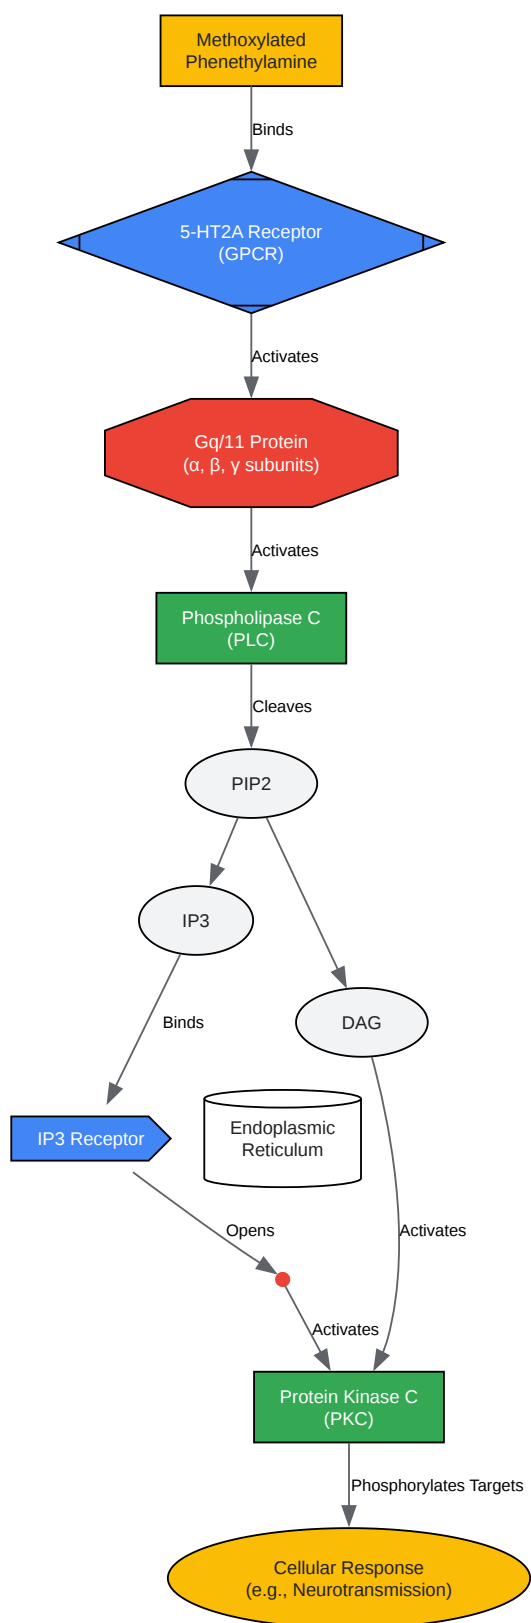 Methoxylated
Phenethylamine
Binds
5-HT2A Receptor
(GPCR)
Activates
Gq/11 Protein
(α, β, γ subunits)
Activates
Phospholipase C
(PLC)
Cleaves
PIP2
IP3
DAG
Binds
IP3 Receptor
Endoplasmic
Reticulum
Opens
Activates
Activates
Protein Kinase C
(PKC)
Phosphorylates Targets
Cellular Response
(e.g., Neurotransmission)